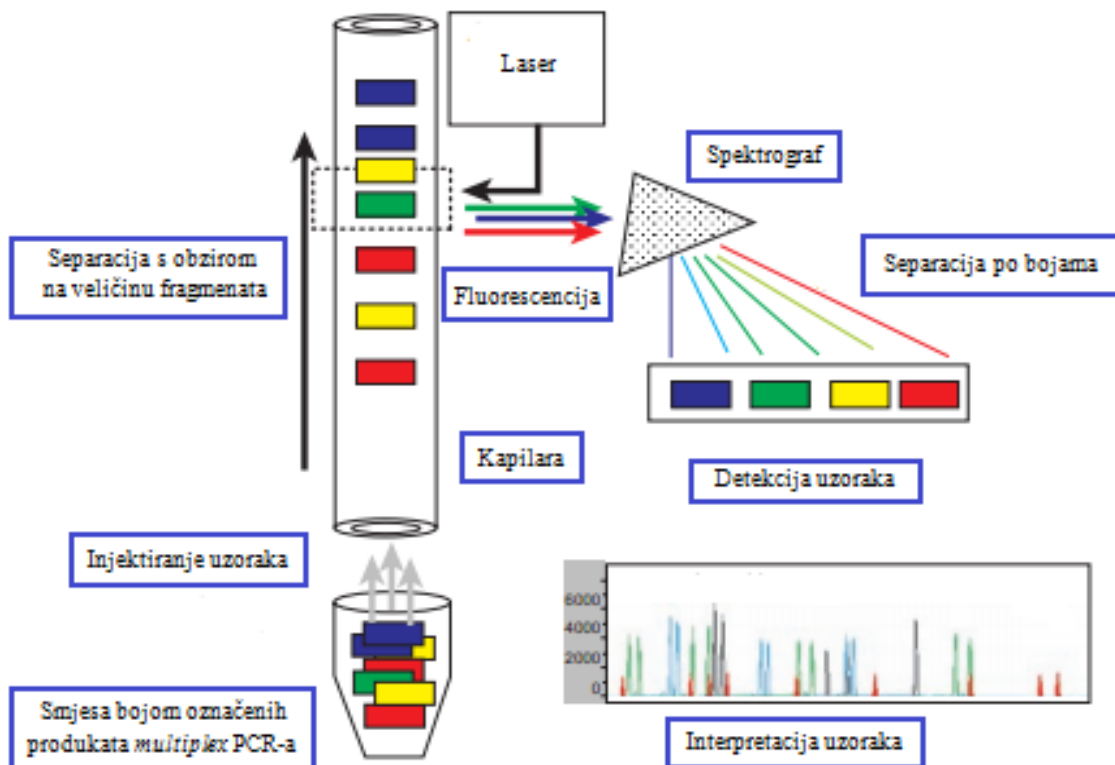 Laser
Spektrograf
Separacija s obzirom
na veličinu fragmenata
Fluorescencija
Separacija po bojama
Kapilara
Detekcija uzoraka
Injektiranje uzoraka
Smjesa bojom označenih
produkata multiplex PCR-a
6000
4000
2000
0
Interpretacija uzoraka